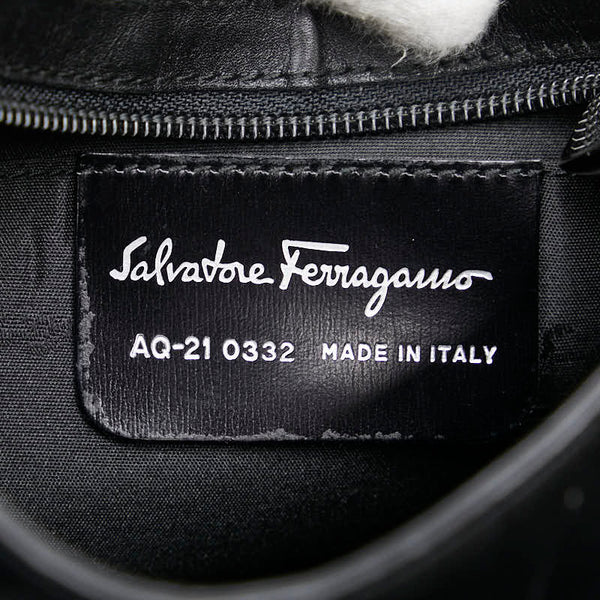 Salvatore Ferragamo
AQ-21 0332 MADE IN ITALY